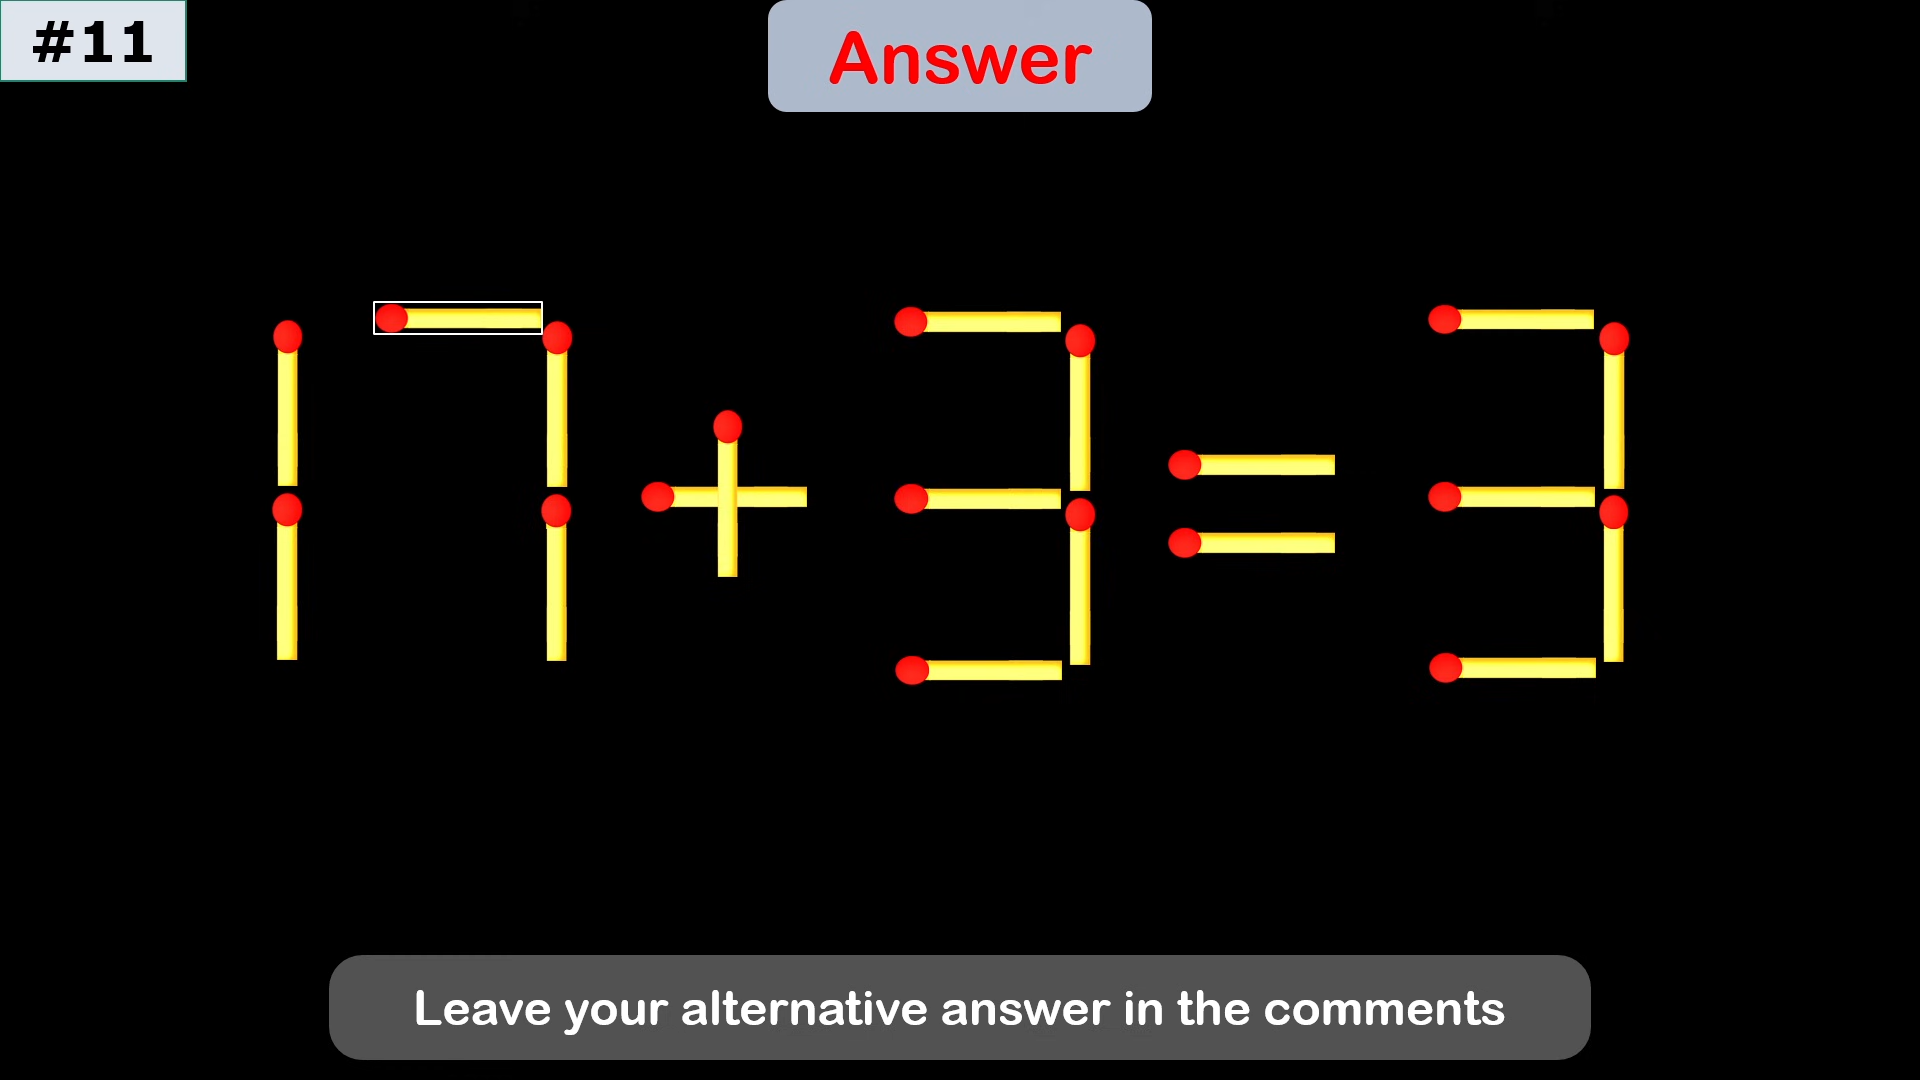 #11
Answer
17 + 3 = 3
Leave your alternative answer in the comments